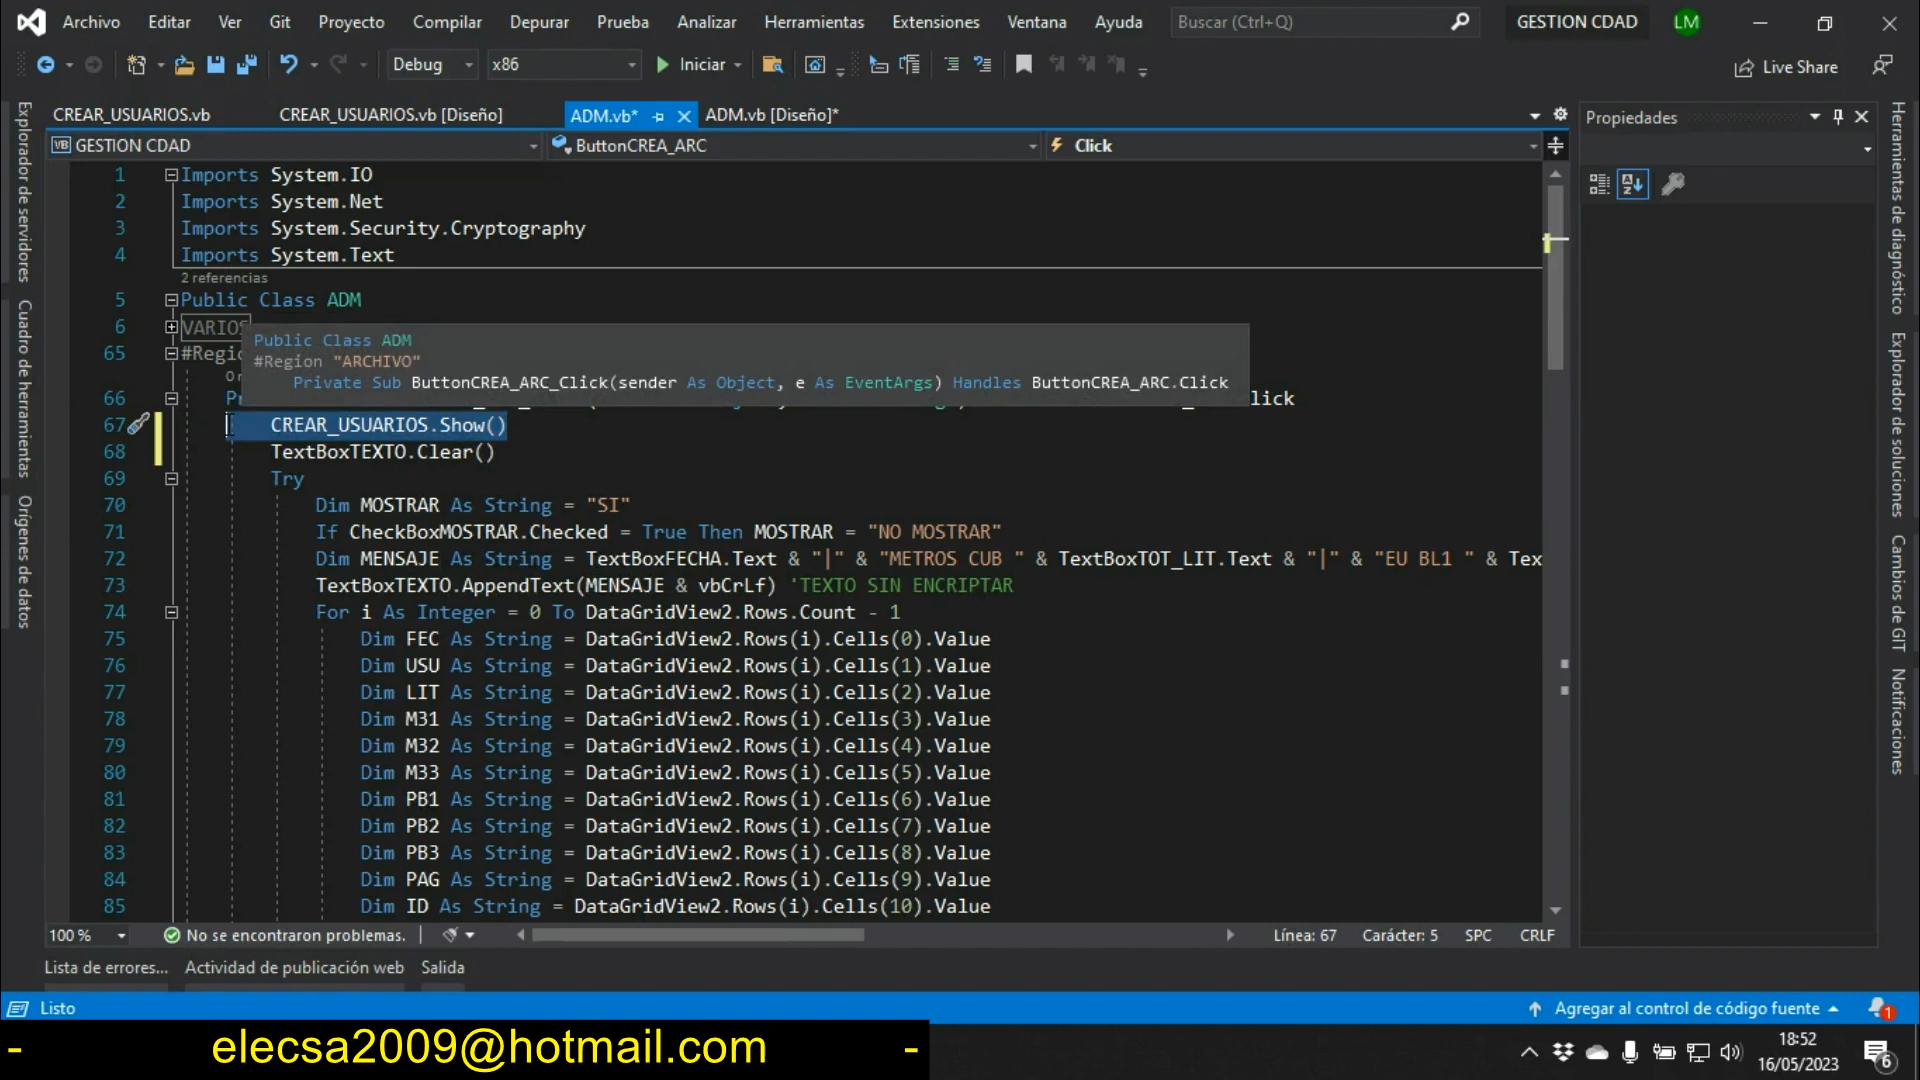 Archivo Editar Ver Git Proyecto Compilar Depurar Prueba Analizar Herramientas Extensiones Ventana Ayuda Buscar (Ctrl+Q) GESTION CDAD LM
Debug x86 Iniciar Live Share
CREAR_USUARIOS.vb CREAR_USUARIOS.vb [Diseño] ADM.vb* ADM.vb [Diseño]*
VB GESTION CDAD ButtonCREA_ARC Click
1 Imports System.IO
2 Imports System.Net
3 Imports System.Security.Cryptography
4 Imports System.Text
2 referencias
5 Public Class ADM
6 VARIOS
Public Class ADM
65 #Regi
#Region "ARCHIVO"
Private Sub ButtonCREA_ARC_Click(sender As Object, e As EventArgs) Handles ButtonCREA_ARC.Click
66 Pr lick
67 CREAR_USUARIOS.Show()
68 TextBoxTEXTO.Clear()
69 Try
70 Dim MOSTRAR As String = "SI"
71 If CheckBoxMOSTRAR.Checked = True Then MOSTRAR = "NO MOSTRAR"
72 Dim MENSAJE As String = TextBoxFECHA.Text & "|" & "METROS CUB " & TextBoxTOT_LIT.Text & "|" & "EU BL1 " & Tex
73 TextBoxTEXTO.AppendText(MENSAJE & vbCrLf) 'TEXTO SIN ENCRIPTAR
74 For i As Integer = 0 To DataGridView2.Rows.Count - 1
75 Dim FEC As String = DataGridView2.Rows(i).Cells(0).Value
76 Dim USU As String = DataGridView2.Rows(i).Cells(1).Value
77 Dim LIT As String = DataGridView2.Rows(i).Cells(2).Value
78 Dim M31 As String = DataGridView2.Rows(i).Cells(3).Value
79 Dim M32 As String = DataGridView2.Rows(i).Cells(4).Value
80 Dim M33 As String = DataGridView2.Rows(i).Cells(5).Value
81 Dim PB1 As String = DataGridView2.Rows(i).Cells(6).Value
82 Dim PB2 As String = DataGridView2.Rows(i).Cells(7).Value
83 Dim PB3 As String = DataGridView2.Rows(i).Cells(8).Value
84 Dim PAG As String = DataGridView2.Rows(i).Cells(9).Value
85 Dim ID As String = DataGridView2.Rows(i).Cells(10).Value
100 % No se encontraron problemas. Línea: 67 Carácter: 5 SPC CRLF
Lista de errores... Actividad de publicación web Salida
Listo Agregar al control de código fuente 1
- elecsa2009@hotmail.com -
18:52
16/05/2023
6
Explorador de servidores
Cuadro de herramientas
Orígenes de datos
Propiedades
Herramientas de diagnóstico
Explorador de soluciones
Cambios de GIT
Notificaciones